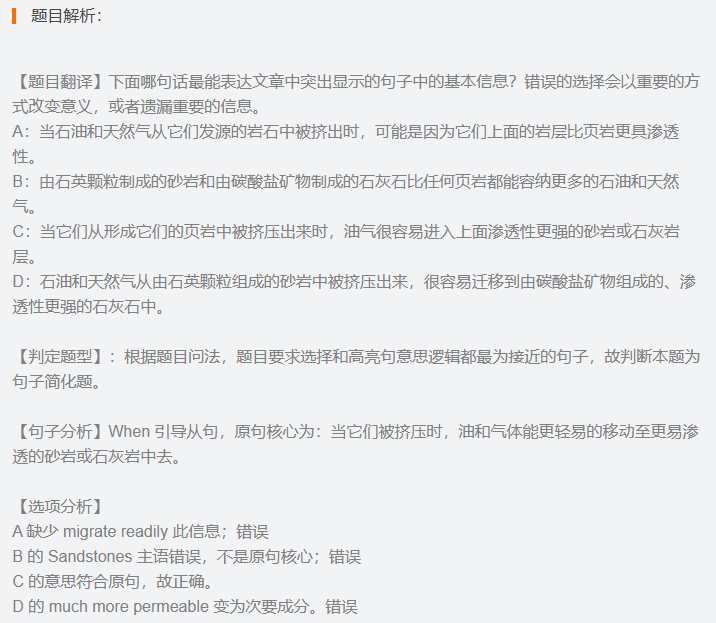 题目解析：
【题目翻译】下面哪句话最能表达文章中突出显示的句子中的基本信息？错误的选择会以重要的方
式改变意义，或者遗漏重要的信息。
A：当石油和天然气从它们发源的岩石中被挤出时，可能是因为它们上面的岩层比页岩更具渗透
性。
B：由石英颗粒制成的砂岩和由碳酸盐矿物制成的石灰石比任何页岩都能容纳更多的石油和天然
气。
C：当它们从形成它们的页岩中被挤压出来时，油气很容易进入上面渗透性更强的砂岩或石灰岩
层。
D：石油和天然气从由石英颗粒组成的砂岩中被挤压出来，很容易迁移到由碳酸盐矿物组成的、渗
透性更强的石灰石中。
【判定题型】：根据题目问法，题目要求选择和高亮句意思逻辑都最为接近的句子，故判断本题为
句子简化题。
【句子分析】When 引导从句，原句核心为：当它们被挤压时，油和气体能更轻易的移动至更易渗
透的砂岩或石灰岩中去。
【选项分析】
A 缺少 migrate readily 此信息；错误
B 的 Sandstones 主语错误，不是原句核心；错误
C 的意思符合原句，故正确。
D 的 much more permeable 变为次要成分。错误